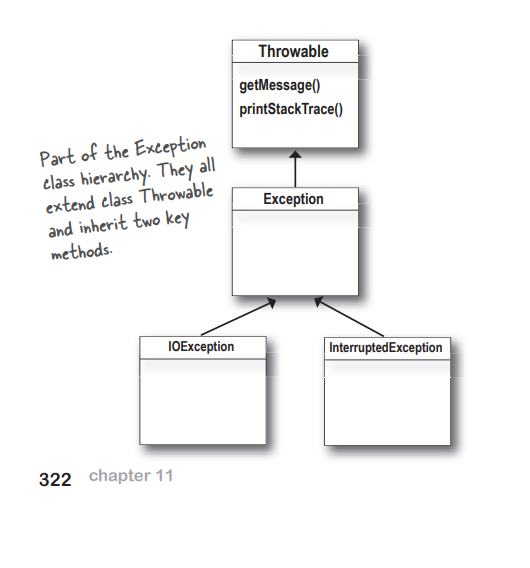 Throwable
getMessage()
printStackTrace()
Part of the Exception
class hierarchy. They all
extend class Throwable
and inherit two key
methods.
Exception
IOException
InterruptedException
322 chapter 11